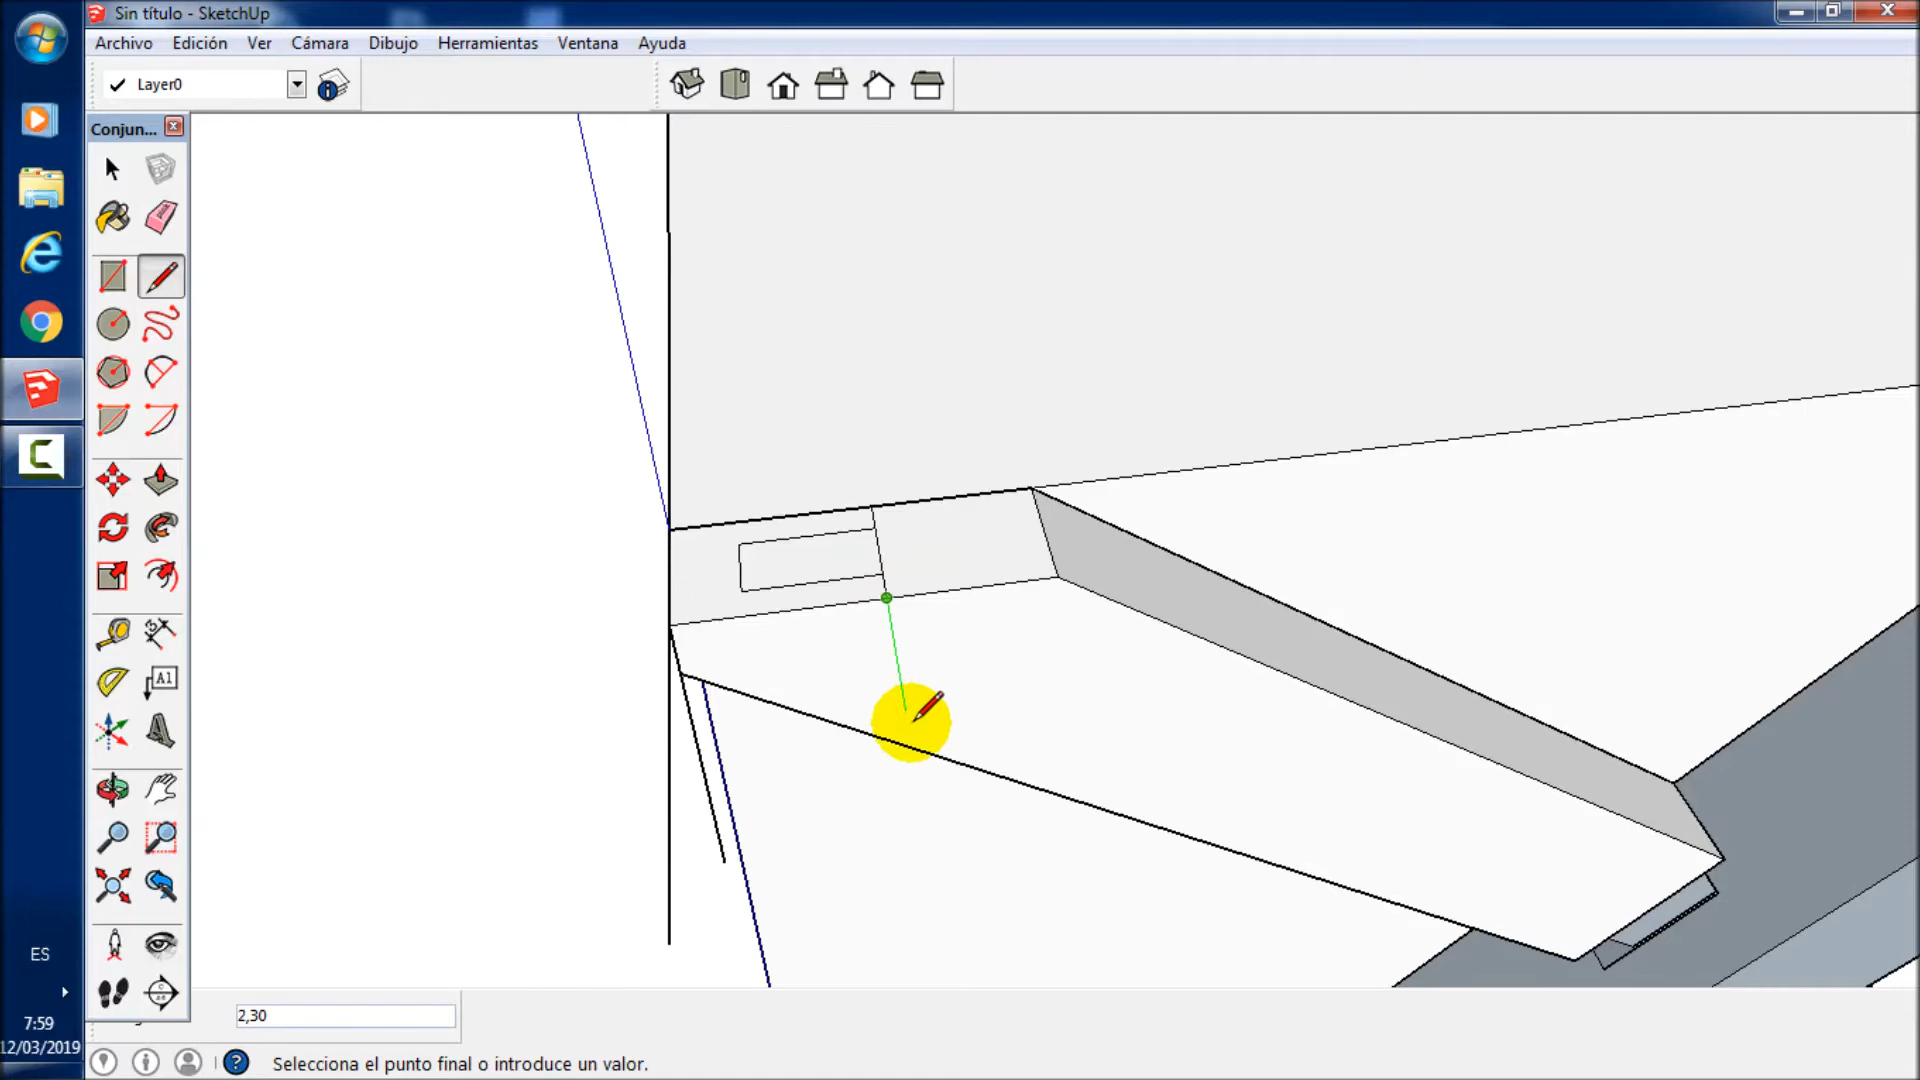 Sin título - SketchUp
Archivo Edición Ver Cámara Dibujo Herramientas Ventana Ayuda
Layer0
Conjun...
A1
ES
7:59
12/03/2019
2,30
Selecciona el punto final o introduce un valor.